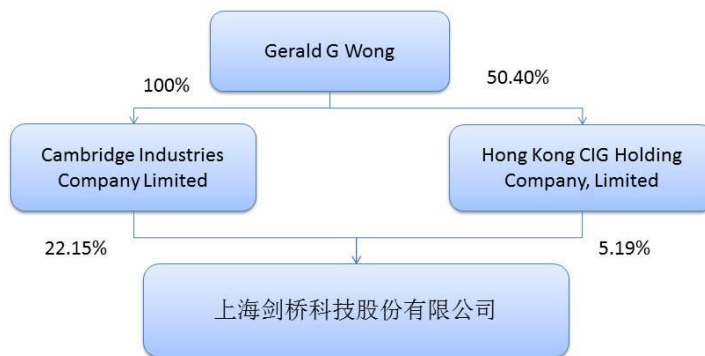 Gerald G Wong
100%
50.40%
Cambridge Industries
Company Limited
Hong Kong CIG Holding
Company, Limited
22.15%
5.19%
上海剑桥科技股份有限公司